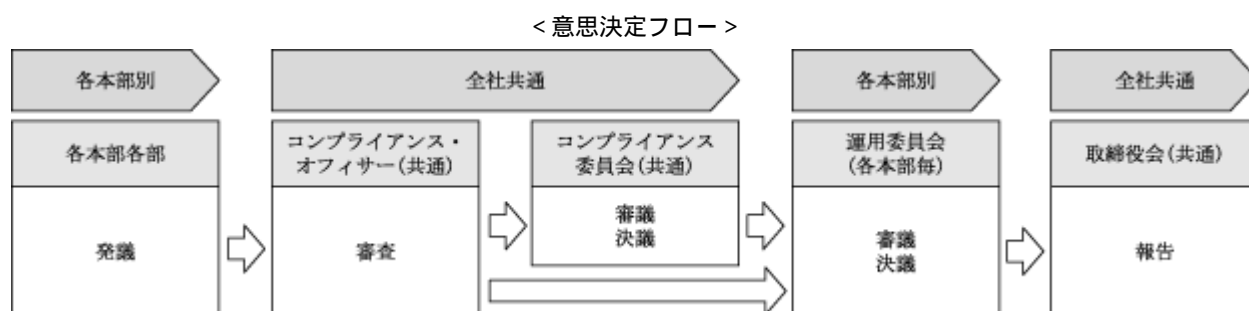 <意思決定フロー>
各本部別
全社共通
各本部別
全社共通
各本部各部
コンプライアンス・
オフィサー(共通)
コンプライアンス
委員会(共通)
運用委員会
(各本部毎)
取締役会(共通)
発議
審査
審議
決議
審議
決議
報告